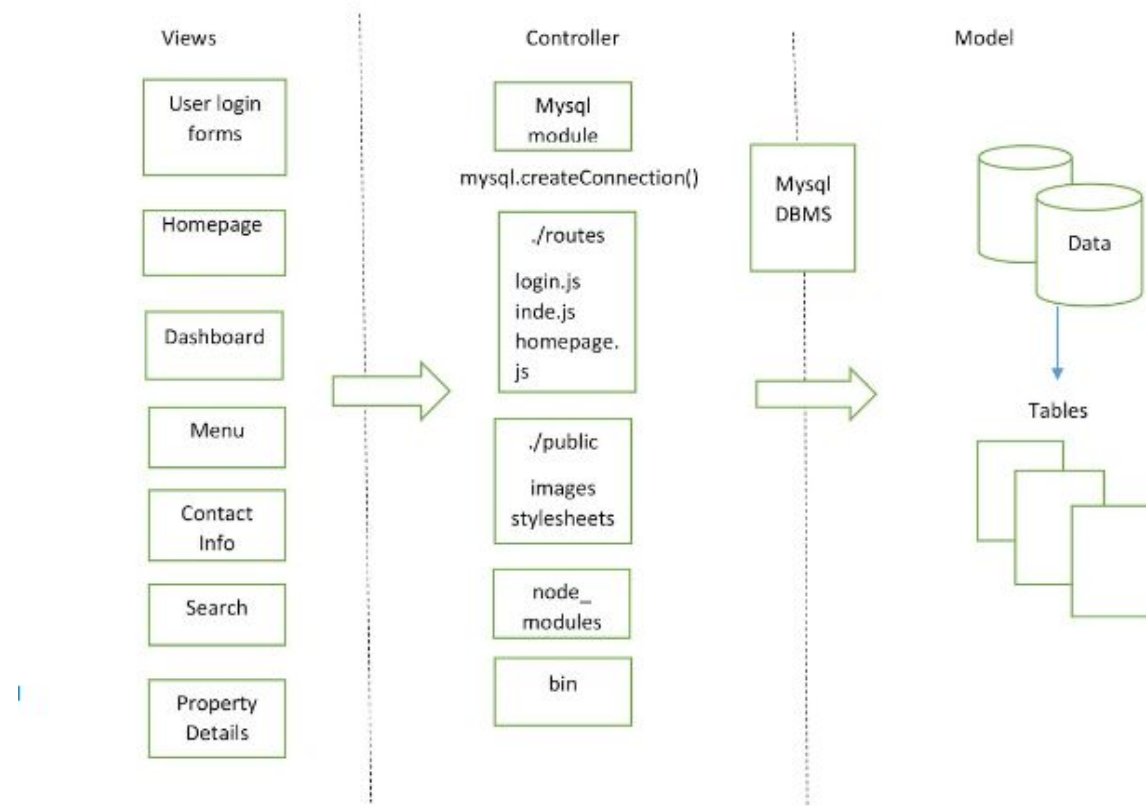 Views
User login
forms
Homepage
Dashboard
Menu
Contact
Info
Search
Property
Details
Controller
Mysql
module
mysql.createConnection()
./routes
login.js
inde.js
homepage.
js
./public
images
stylesheets
node_
modules
bin
Mysql
DBMS
Model
Data
Tables